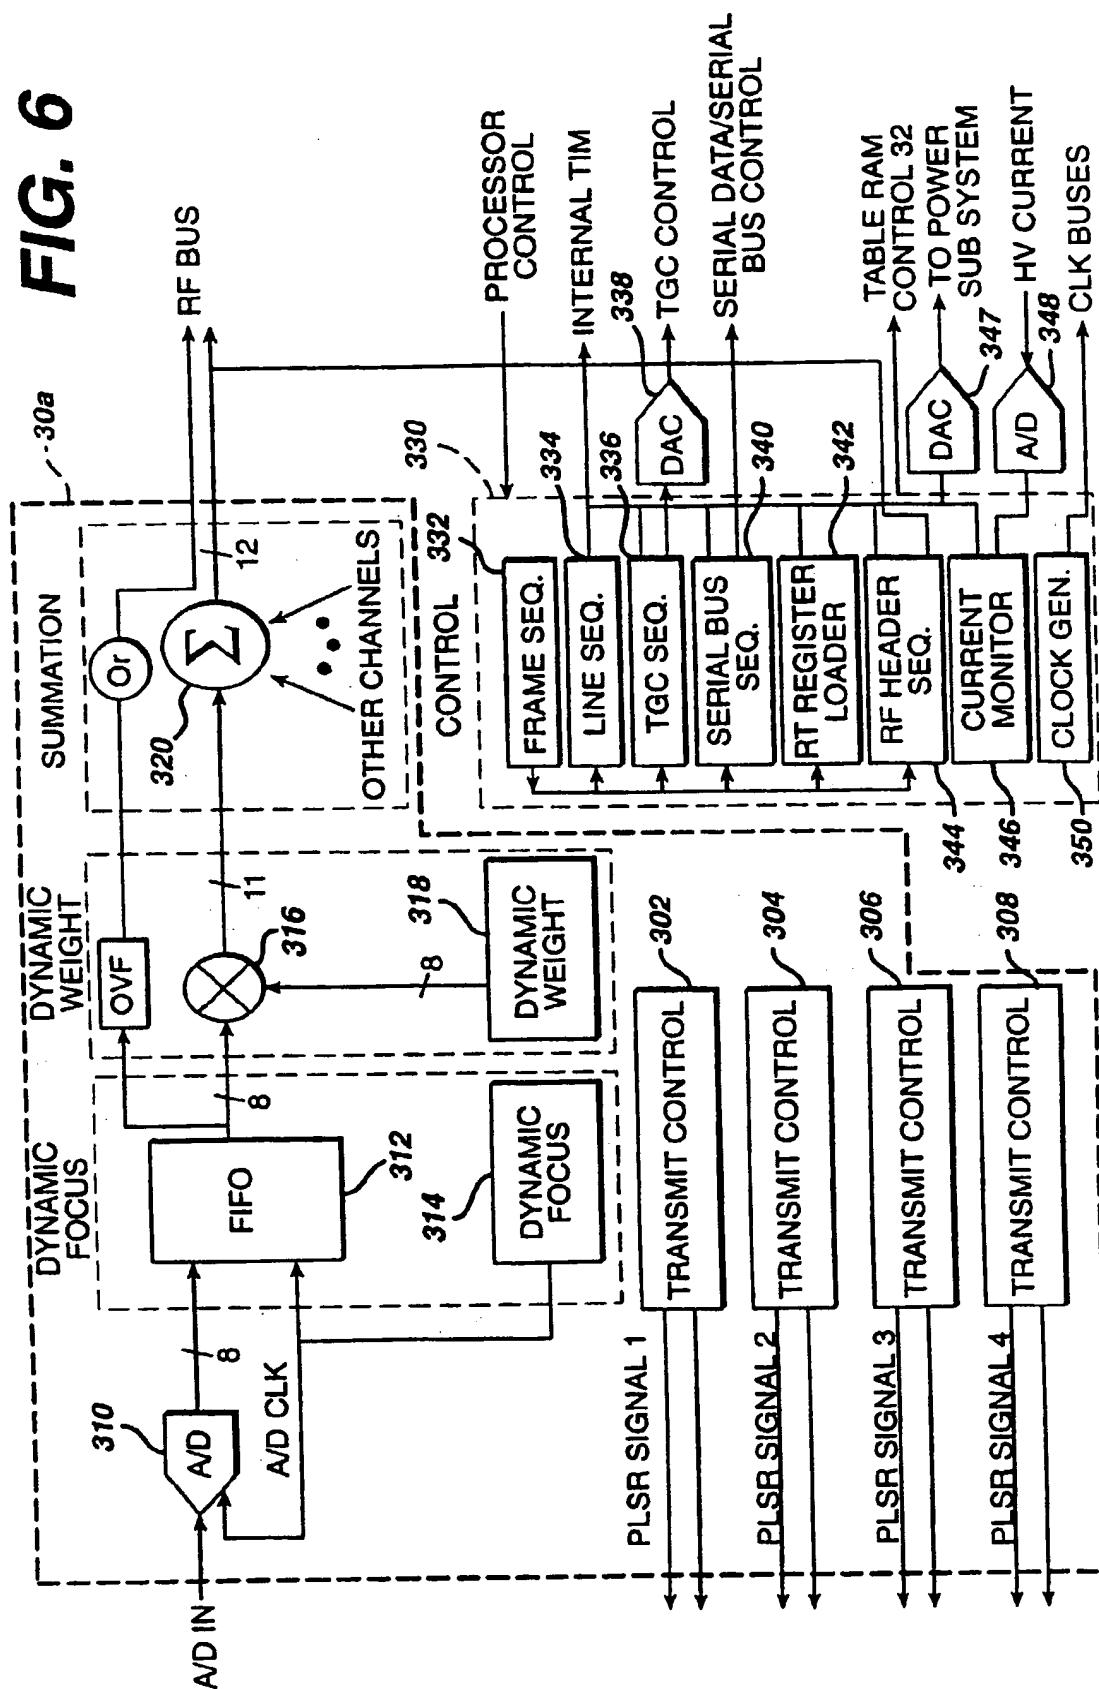 FIG. 6
30a
SUMMATION
DYNAMIC
WEIGHT
DYNAMIC
FOCUS
Or
OVF
RF BUS
12
Σ
320
OTHER CHANNELS
11
316
8
318
DYNAMIC
WEIGHT
8
FIFO
312
314
DYNAMIC
FOCUS
8
310
A/D
A/D CLK
A/D IN
PLSR SIGNAL 1
TRANSMIT CONTROL
302
PLSR SIGNAL 2
TRANSMIT CONTROL
304
PLSR SIGNAL 3
TRANSMIT CONTROL
306
PLSR SIGNAL 4
TRANSMIT CONTROL
308
CONTROL
330
PROCESSOR
CONTROL
332
FRAME SEQ.
334
LINE SEQ.
INTERNAL TIM
336
TGC SEQ.
DAC
338
TGC CONTROL
340
SERIAL BUS
SEQ.
SERIAL DATA/SERIAL
BUS CONTROL
342
RT REGISTER
LOADER
344
RF HEADER
SEQ.
TABLE RAM
CONTROL 32
DAC
347
TO POWER
SUB SYSTEM
346
CURRENT
MONITOR
A/D
348
HV CURRENT
350
CLOCK GEN.
CLK BUSES